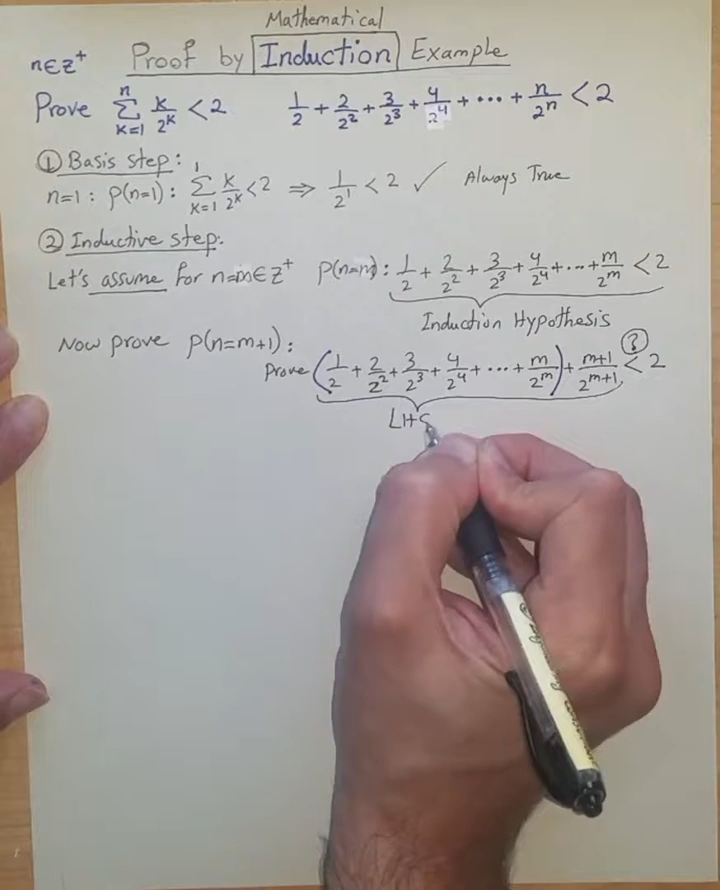 Mathematical
n∈Z⁺ Proof by Induction Example
Prove ∑_{K=1}^{n} K/2^K < 2    1/2 + 2/2² + 3/2³ + 4/2⁴ + ··· + n/2ⁿ < 2
① Basis step:
n=1: P(n=1): ∑_{K=1}^{1} K/2^K < 2 ⇒ 1/2¹ < 2 ✓ Always True
② Inductive step:
Let's assume for n=m∈Z⁺ P(n=m): 1/2 + 2/2² + 3/2³ + 4/2⁴ + ··· + m/2^m < 2
Induction Hypothesis
Now prove P(n=m+1):
?
Prove (1/2 + 2/2² + 3/2³ + 4/2⁴ + ··· + m/2^m) + m+1/2^{m+1} < 2
LHS